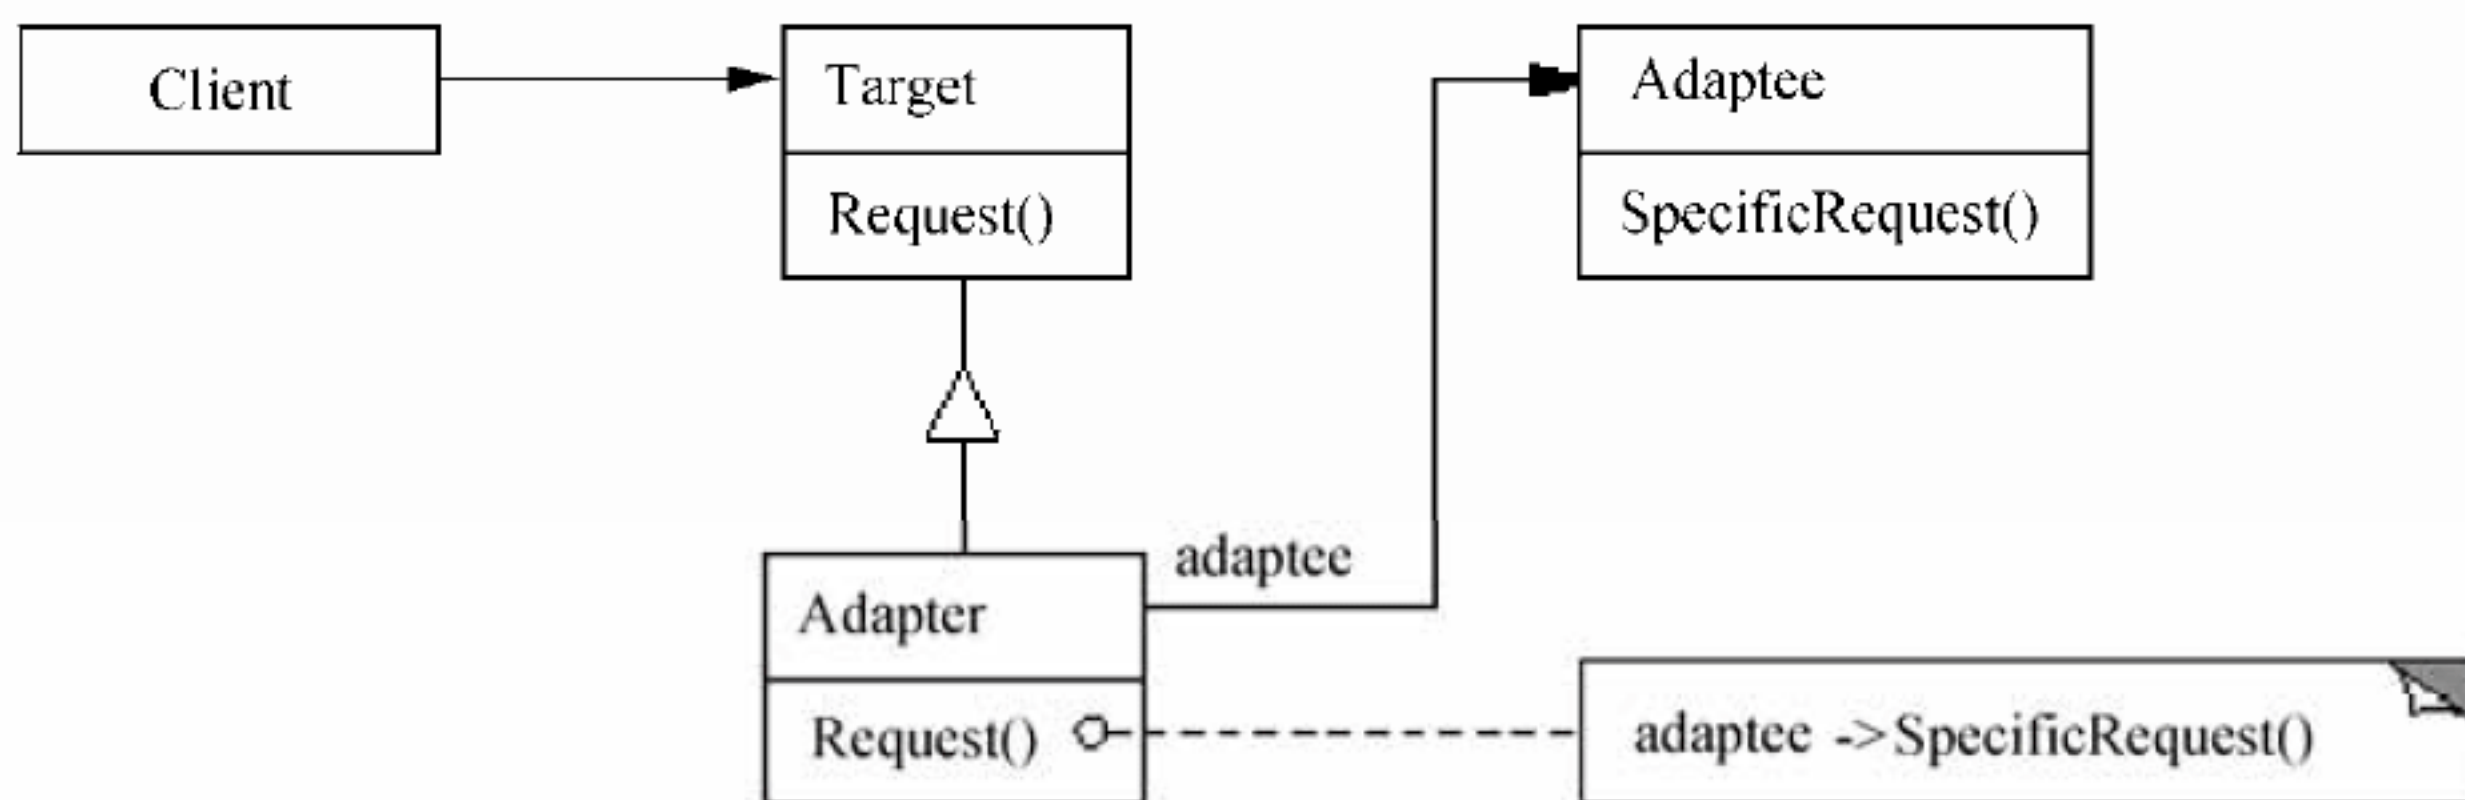 Client
Target
Request()
Adaptee
SpecificRequest()
adaptee
Adapter
Request()
adaptee ->SpecificRequest()